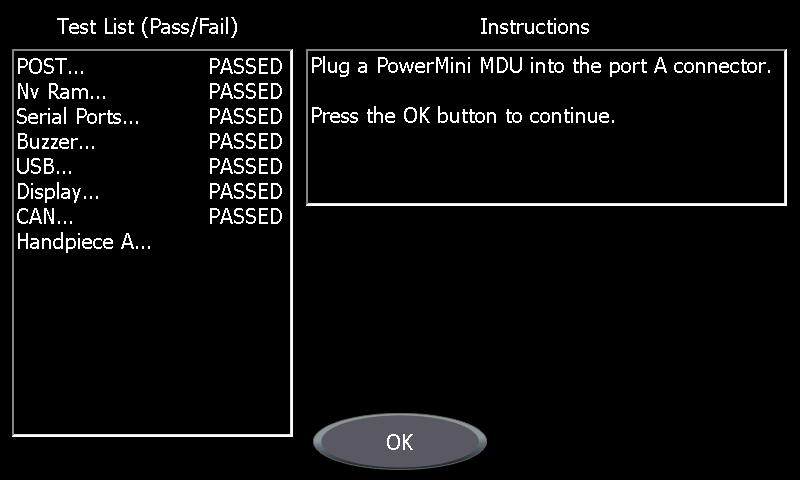 Test List (Pass/Fail)
Instructions
POST... PASSED
Nv Ram... PASSED
Serial Ports... PASSED
Buzzer... PASSED
USB... PASSED
Display... PASSED
CAN... PASSED
Handpiece A...
Plug a PowerMini MDU into the port A connector.
Press the OK button to continue.
OK